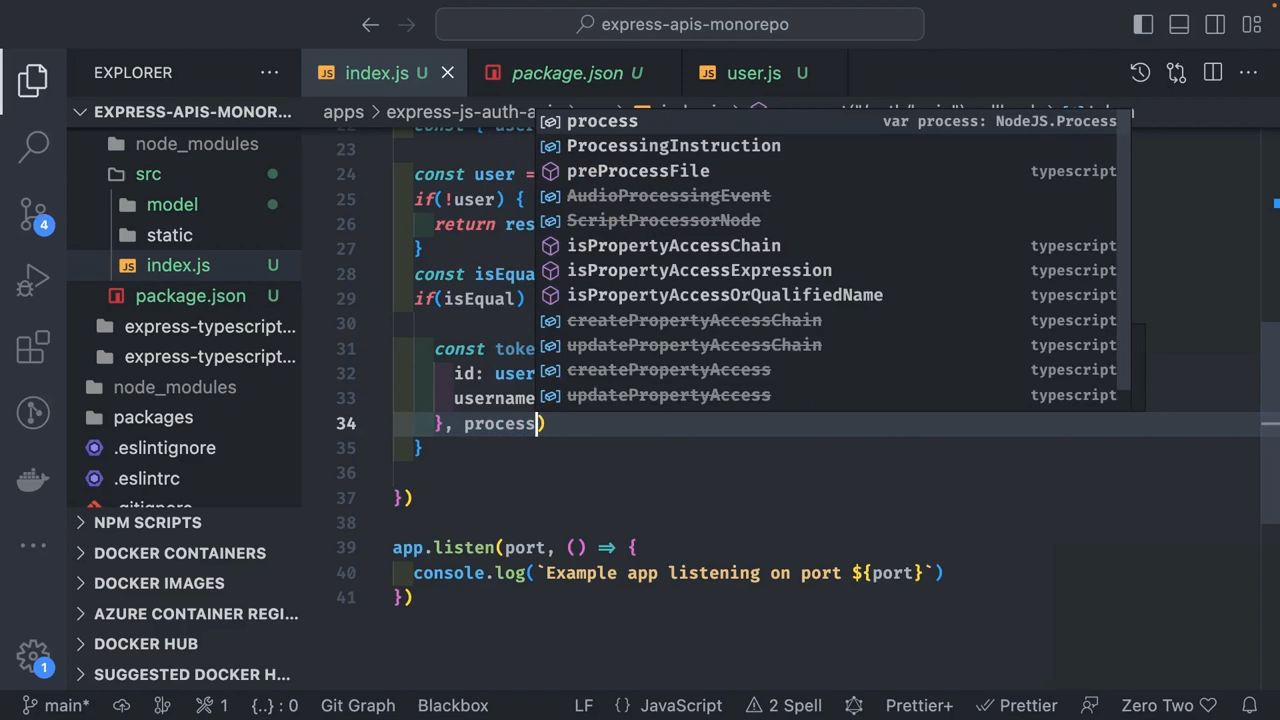 express-apis-monorepo
EXPLORER
index.js U
package.json U
user.js U
EXPRESS-APIS-MONOR...
apps > express-js-auth-a
node_modules
src
model
static
index.js U
package.json U
express-typescript...
express-typescript...
node_modules
packages
.eslintignore
.eslintrc
.gitignore
NPM SCRIPTS
DOCKER CONTAINERS
DOCKER IMAGES
AZURE CONTAINER REGI...
DOCKER HUB
SUGGESTED DOCKER H...
4
1
23
24 const user =
25 if(!user) {
26 return res
27 }
28 const isEqua
29 if(isEqual)
30
31 const toke
32 id: user
33 username
34 }, process)
35 }
36
37 })
38
39 app.listen(port, () => {
40 console.log(`Example app listening on port ${port}`)
41 })
process var process: NodeJS.Process
ProcessingInstruction
preProcessFile typescript
AudioProcessingEvent
ScriptProcessorNode
isPropertyAccessChain typescript
isPropertyAccessExpression typescript
isPropertyAccessOrQualifiedName typescript
createPropertyAccessChain typescript
updatePropertyAccessChain typescript
createPropertyAccess typescript
updatePropertyAccess typescript
main* 1 {..} : 0 Git Graph Blackbox LF {} JavaScript 2 Spell Prettier+ Prettier Zero Two